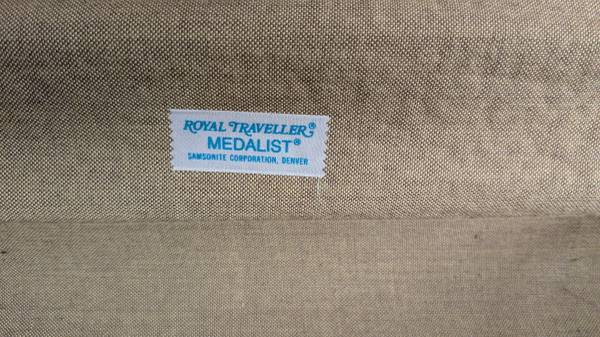 ROYAL TRAVELLER®
MEDALIST®
SAMSONITE CORPORATION, DENVER